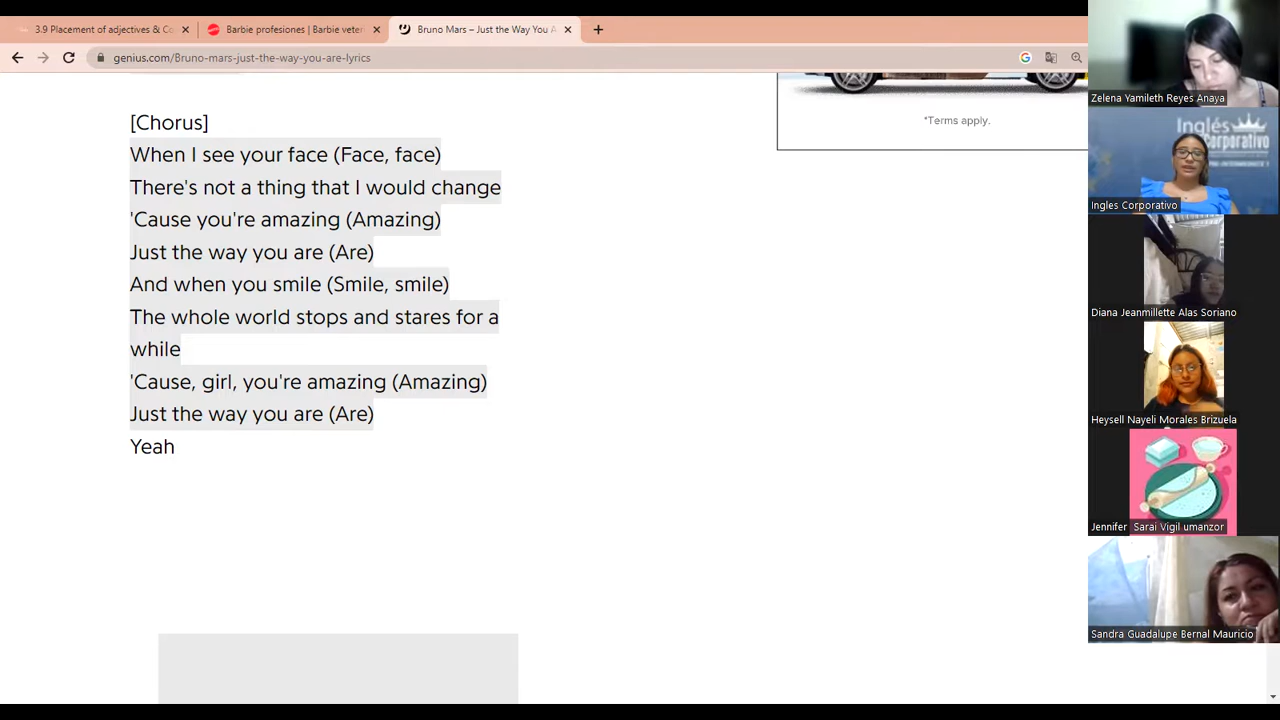 3.9 Placement of adjectives & Co
Barbie profesiones | Barbie veter
Bruno Mars – Just the Way You A
genius.com/Bruno-mars-just-the-way-you-are-lyrics
[Chorus]
When I see your face (Face, face)
There's not a thing that I would change
'Cause you're amazing (Amazing)
Just the way you are (Are)
And when you smile (Smile, smile)
The whole world stops and stares for a
while
'Cause, girl, you're amazing (Amazing)
Just the way you are (Are)
Yeah
*Terms apply.
Zelena Yamileth Reyes Anaya
Inglés
Corporativo
Ingles Corporativo
Diana Jeanmillette Alas Soriano
Heysell Nayeli Morales Brizuela
Jennifer Sarai Vigil umanzor
Sandra Guadalupe Bernal Mauricio